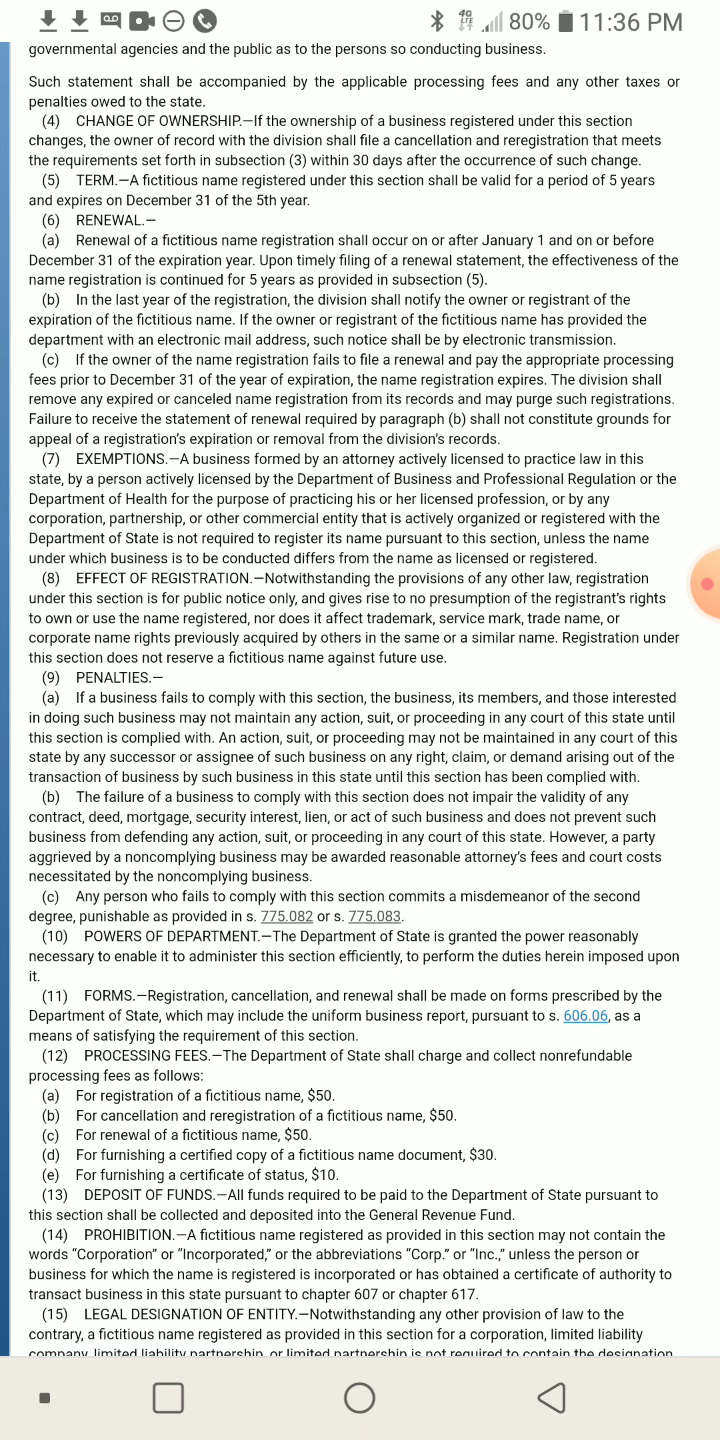 80% 11:36 PM
governmental agencies and the public as to the persons so conducting business.
Such statement shall be accompanied by the applicable processing fees and any other taxes or
penalties owed to the state.
(4) CHANGE OF OWNERSHIP.—If the ownership of a business registered under this section
changes, the owner of record with the division shall file a cancellation and reregistration that meets
the requirements set forth in subsection (3) within 30 days after the occurrence of such change.
(5) TERM.—A fictitious name registered under this section shall be valid for a period of 5 years
and expires on December 31 of the 5th year.
(6) RENEWAL.—
(a) Renewal of a fictitious name registration shall occur on or after January 1 and on or before
December 31 of the expiration year. Upon timely filing of a renewal statement, the effectiveness of the
name registration is continued for 5 years as provided in subsection (5).
(b) In the last year of the registration, the division shall notify the owner or registrant of the
expiration of the fictitious name. If the owner or registrant of the fictitious name has provided the
department with an electronic mail address, such notice shall be by electronic transmission.
(c) If the owner of the name registration fails to file a renewal and pay the appropriate processing
fees prior to December 31 of the year of expiration, the name registration expires. The division shall
remove any expired or canceled name registration from its records and may purge such registrations.
Failure to receive the statement of renewal required by paragraph (b) shall not constitute grounds for
appeal of a registration's expiration or removal from the division's records.
(7) EXEMPTIONS.—A business formed by an attorney actively licensed to practice law in this
state, by a person actively licensed by the Department of Business and Professional Regulation or the
Department of Health for the purpose of practicing his or her licensed profession, or by any
corporation, partnership, or other commercial entity that is actively organized or registered with the
Department of State is not required to register its name pursuant to this section, unless the name
under which business is to be conducted differs from the name as licensed or registered.
(8) EFFECT OF REGISTRATION.—Notwithstanding the provisions of any other law, registration
under this section is for public notice only, and gives rise to no presumption of the registrant's rights
to own or use the name registered, nor does it affect trademark, service mark, trade name, or
corporate name rights previously acquired by others in the same or a similar name. Registration under
this section does not reserve a fictitious name against future use.
(9) PENALTIES.—
(a) If a business fails to comply with this section, the business, its members, and those interested
in doing such business may not maintain any action, suit, or proceeding in any court of this state until
this section is complied with. An action, suit, or proceeding may not be maintained in any court of this
state by any successor or assignee of such business on any right, claim, or demand arising out of the
transaction of business by such business in this state until this section has been complied with.
(b) The failure of a business to comply with this section does not impair the validity of any
contract, deed, mortgage, security interest, lien, or act of such business and does not prevent such
business from defending any action, suit, or proceeding in any court of this state. However, a party
aggrieved by a noncomplying business may be awarded reasonable attorney's fees and court costs
necessitated by the noncomplying business.
(c) Any person who fails to comply with this section commits a misdemeanor of the second
degree, punishable as provided in s. 775.082 or s. 775.083.
(10) POWERS OF DEPARTMENT.—The Department of State is granted the power reasonably
necessary to enable it to administer this section efficiently, to perform the duties herein imposed upon
it.
(11) FORMS.—Registration, cancellation, and renewal shall be made on forms prescribed by the
Department of State, which may include the uniform business report, pursuant to s. 606.06, as a
means of satisfying the requirement of this section.
(12) PROCESSING FEES.—The Department of State shall charge and collect nonrefundable
processing fees as follows:
(a) For registration of a fictitious name, $50.
(b) For cancellation and reregistration of a fictitious name, $50.
(c) For renewal of a fictitious name, $50.
(d) For furnishing a certified copy of a fictitious name document, $30.
(e) For furnishing a certificate of status, $10.
(13) DEPOSIT OF FUNDS.—All funds required to be paid to the Department of State pursuant to
this section shall be collected and deposited into the General Revenue Fund.
(14) PROHIBITION.—A fictitious name registered as provided in this section may not contain the
words "Corporation" or "Incorporated," or the abbreviations "Corp." or "Inc.," unless the person or
business for which the name is registered is incorporated or has obtained a certificate of authority to
transact business in this state pursuant to chapter 607 or chapter 617.
(15) LEGAL DESIGNATION OF ENTITY.—Notwithstanding any other provision of law to the
contrary, a fictitious name registered as provided in this section for a corporation, limited liability
company, limited liability partnership, or limited partnership is not required to contain the designation